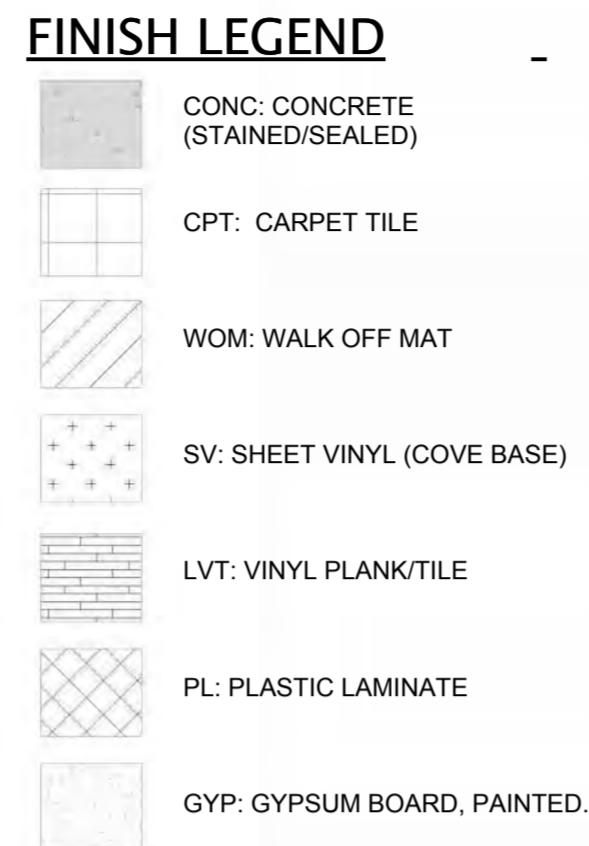 FINISH LEGEND
CONC: CONCRETE
(STAINED/SEALED)
CPT: CARPET TILE
WOM: WALK OFF MAT
SV: SHEET VINYL (COVE BASE)
LVT: VINYL PLANK/TILE
PL: PLASTIC LAMINATE
GYP: GYPSUM BOARD, PAINTED.